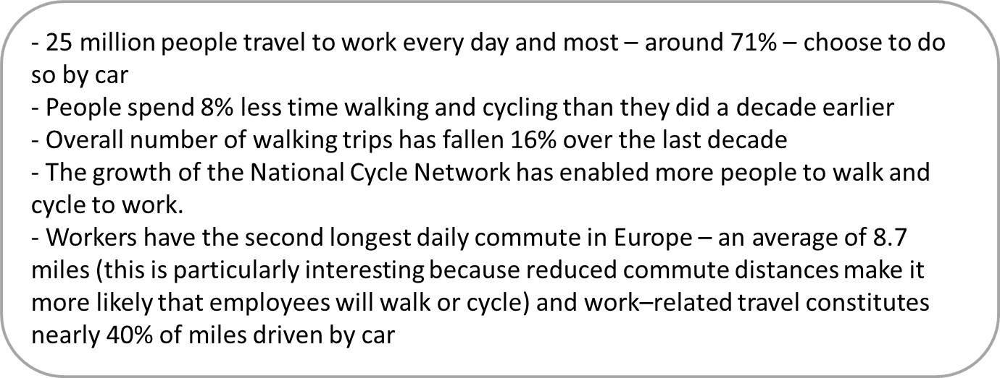 - 25 million people travel to work every day and most – around 71% – choose to do
so by car
- People spend 8% less time walking and cycling than they did a decade earlier
- Overall number of walking trips has fallen 16% over the last decade
- The growth of the National Cycle Network has enabled more people to walk and
cycle to work.
- Workers have the second longest daily commute in Europe – an average of 8.7
miles (this is particularly interesting because reduced commute distances make it
more likely that employees will walk or cycle) and work–related travel constitutes
nearly 40% of miles driven by car